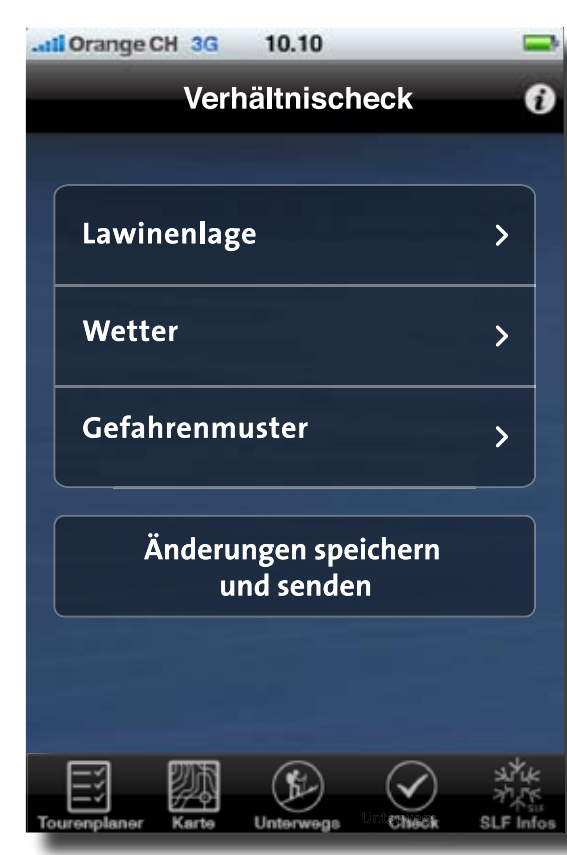 Orange CH 3G 10.10
Verhältnischeck
i
Lawinenlage
Wetter
Gefahrenmuster
Änderungen speichern
und senden
SLF
Tourenplaner Karte Unterwegs Check SLF Infos